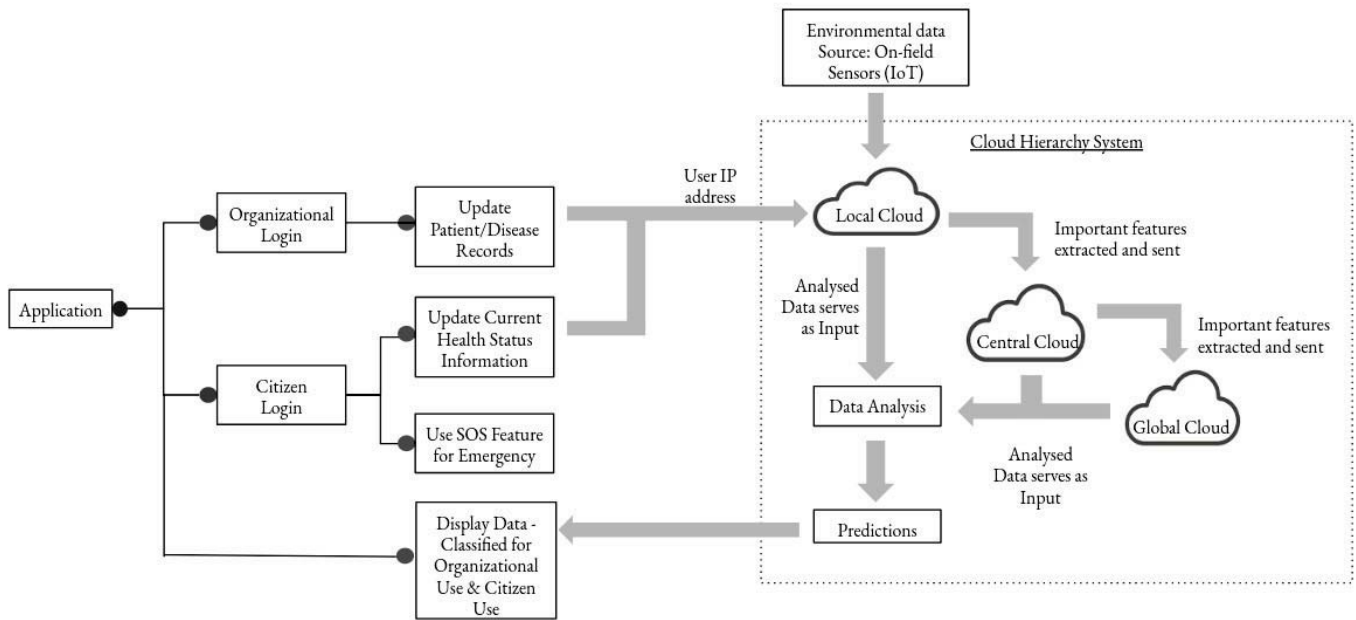 Environmental data
Source: On-field
Sensors (IoT)
Cloud Hierarchy System
User IP
address
Organizational
Login
Update
Patient/Disease
Records
Local Cloud
Important features
extracted and sent
Application
Analysed
Data serves
as Input
Update Current
Health Status
Information
Central Cloud
Important features
extracted and sent
Citizen
Login
Data Analysis
Global Cloud
Use SOS Feature
for Emergency
Analysed
Data serves as
Input
Display Data -
Classified for
Organizational
Use & Citizen
Use
Predictions